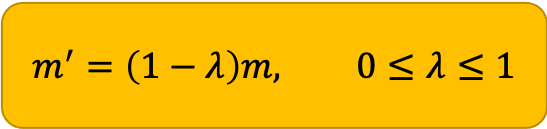 m′ = (1 − λ)m, 0 ≤ λ ≤ 1